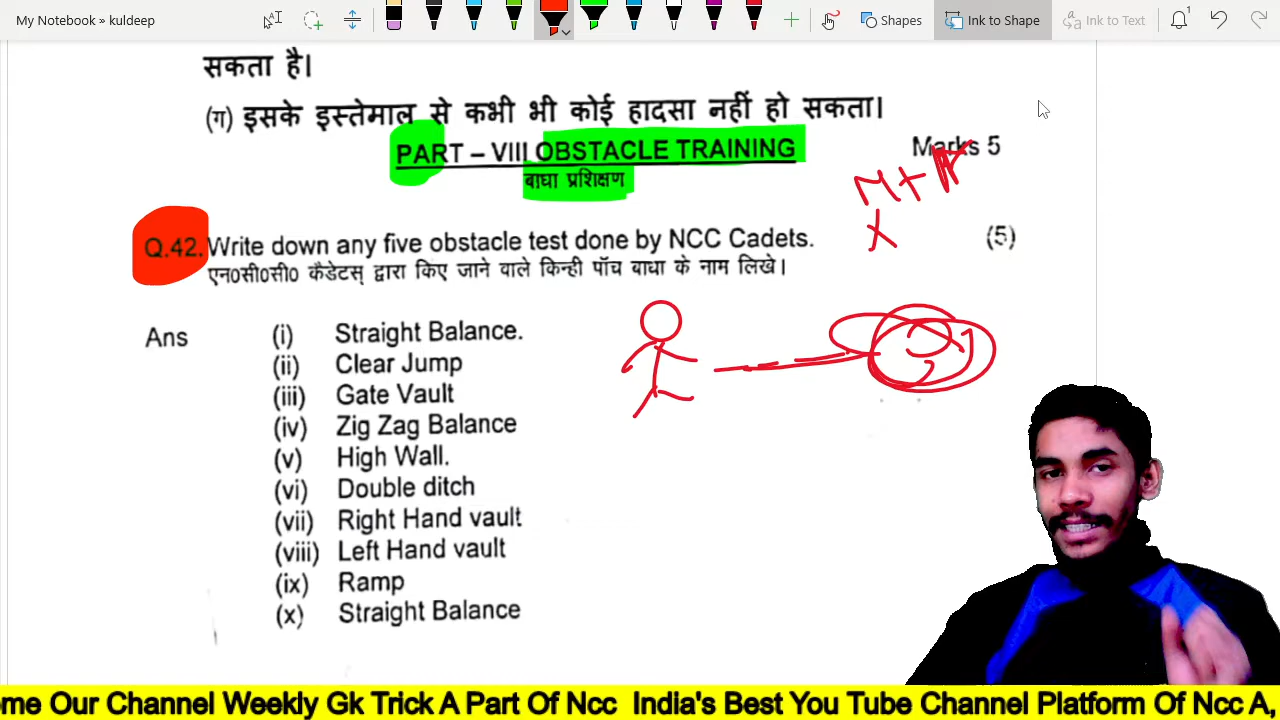 My Notebook » kuldeep
Shapes
Ink to Shape
Ink to Text
1
सकता है।
(ग) इसके इस्तेमाल से कभी भी कोई हादसा नहीं हो सकता।
PART – VIII OBSTACLE TRAINING Marks 5
बाधा प्रशिक्षण
M+
X
Q.42. Write down any five obstacle test done by NCC Cadets. (5)
एन0सी0सी0 कैडेटस् द्वारा किए जाने वाले किन्ही पाँच बाधा के नाम लिखे।
Ans (i) Straight Balance.
(ii) Clear Jump
(iii) Gate Vault
(iv) Zig Zag Balance
(v) High Wall.
(vi) Double ditch
(vii) Right Hand vault
(viii) Left Hand vault
(ix) Ramp
(x) Straight Balance
ome Our Channel Weekly Gk Trick A Part Of Ncc India's Best You Tube Channel Platform Of Ncc A,